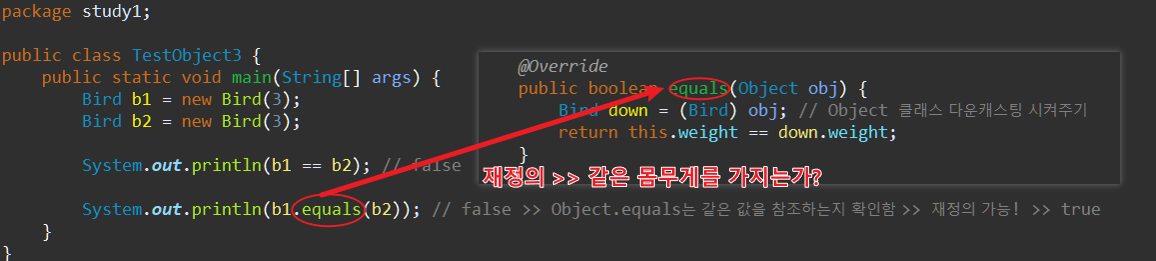 package study1;
public class TestObject3 {
public static void main(String[] args) {
Bird b1 = new Bird(3);
Bird b2 = new Bird(3);
System.out.println(b1 == b2); // false
System.out.println(b1.equals(b2)); // false >> Object.equals는 같은 값을 참조하는지 확인함 >> 재정의 가능! >> true
}
}
@Override
public boolean equals(Object obj) {
Bird down = (Bird) obj; // Object 클래스 다운캐스팅 시켜주기
return this.weight == down.weight;
}
재정의 >> 같은 몸무게를 가지는가?